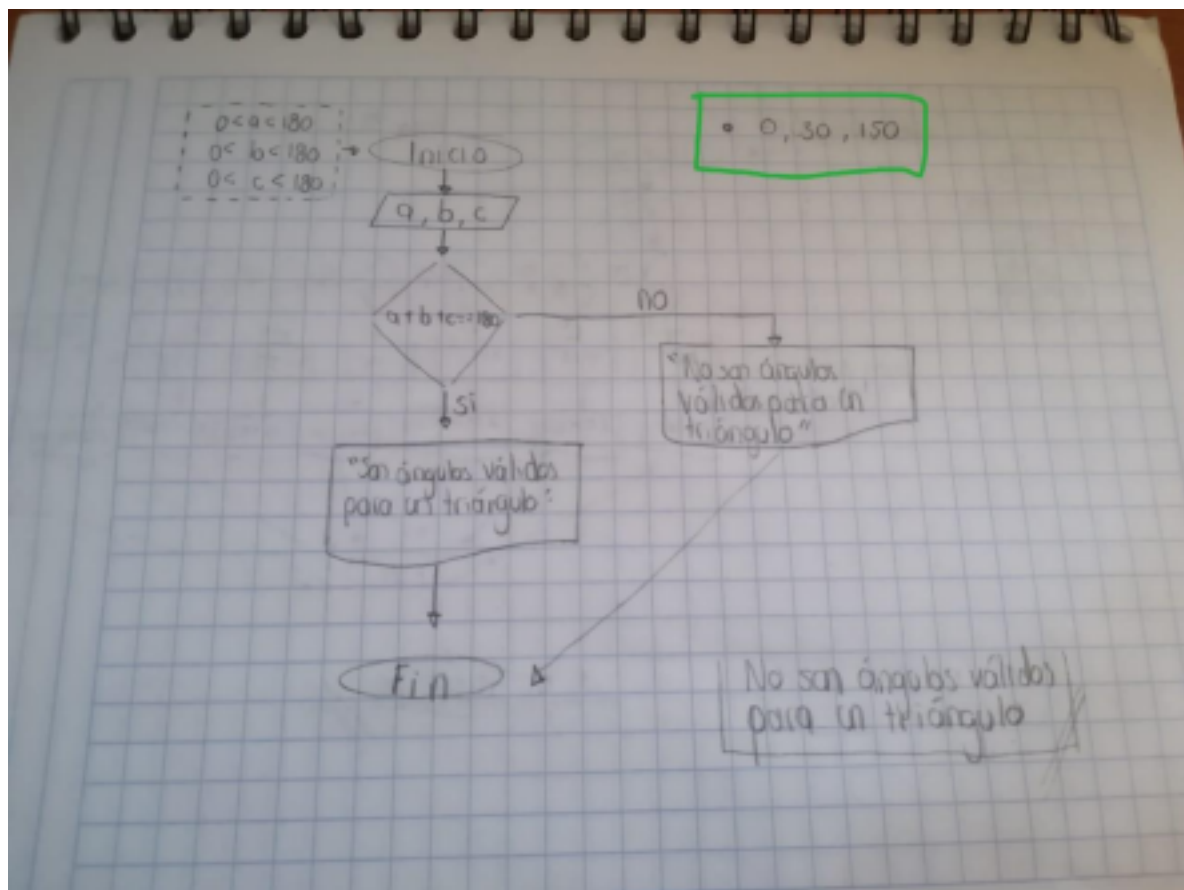 0<a<180
0< b<180
0< c<180
Inicio
• 0, 30, 150
a, b, c
a+b+c==180
no
"No son ángulos
válidos para un
triángulo"
si
"Son ángulos válidos
para un triángulo"
Fin
No son ángulos válidos
para un triángulo